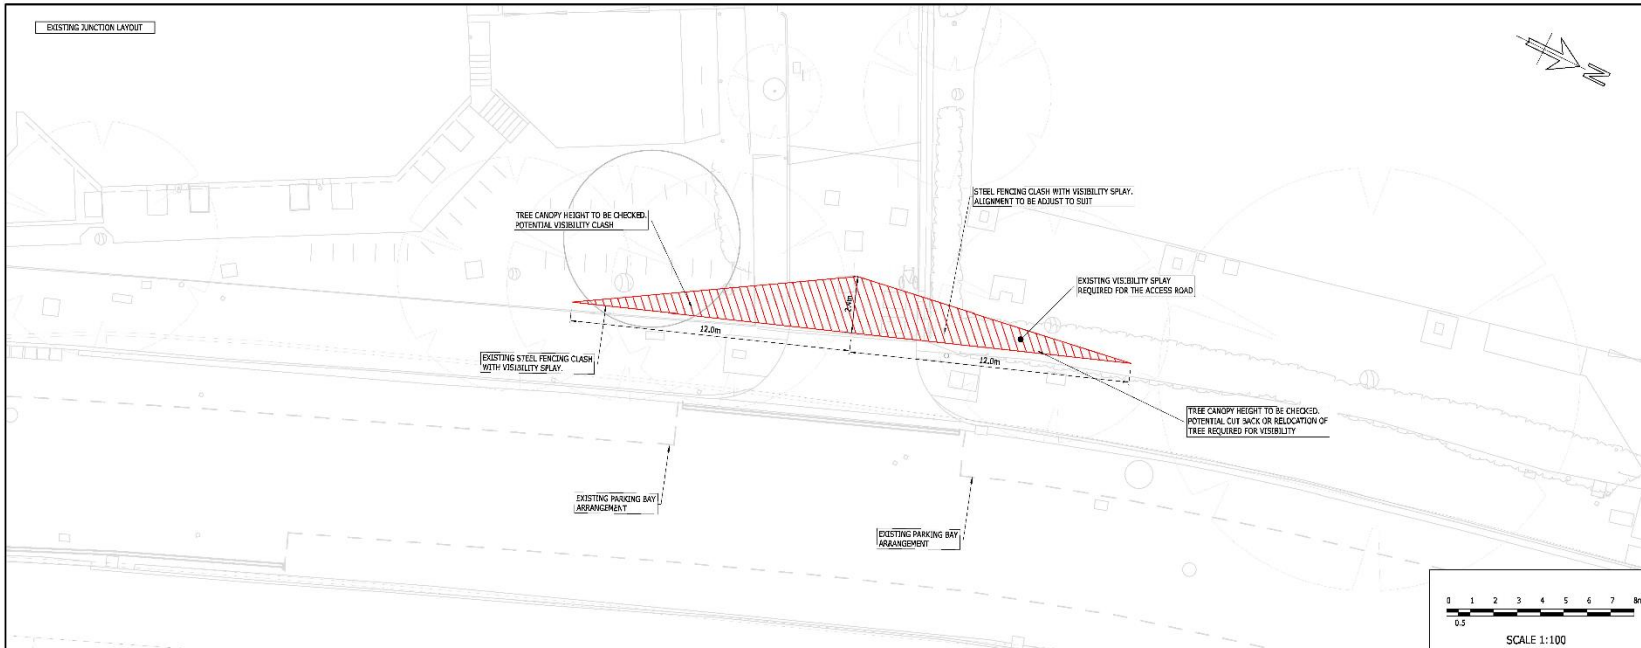 EXISTING JUNCTION LAYOUT
N
STEEL FENCING CLASH WITH VISIBILITY SPLAY.
ALIGNMENT TO BE ADJUST TO SUIT
TREE CANOPY HEIGHT TO BE CHECKED.
POTENTIAL VISIBILITY CLASH
EXISTING VISIBILITY SPLAY
REQUIRED FOR THE ACCESS ROAD
2.4m
12.0m
12.0m
EXISTING STEEL FENCING CLASH
WITH VISIBILITY SPLAY.
TREE CANOPY HEIGHT TO BE CHECKED.
POTENTIAL CUT BACK OR RELOCATION OF
TREE REQUIRED FOR VISIBILITY
EXISTING PARKING BAY
ARRANGEMENT
EXISTING PARKING BAY
ARRANGEMENT
0 1 2 3 4 5 6 7 8m
0.5
SCALE 1:100